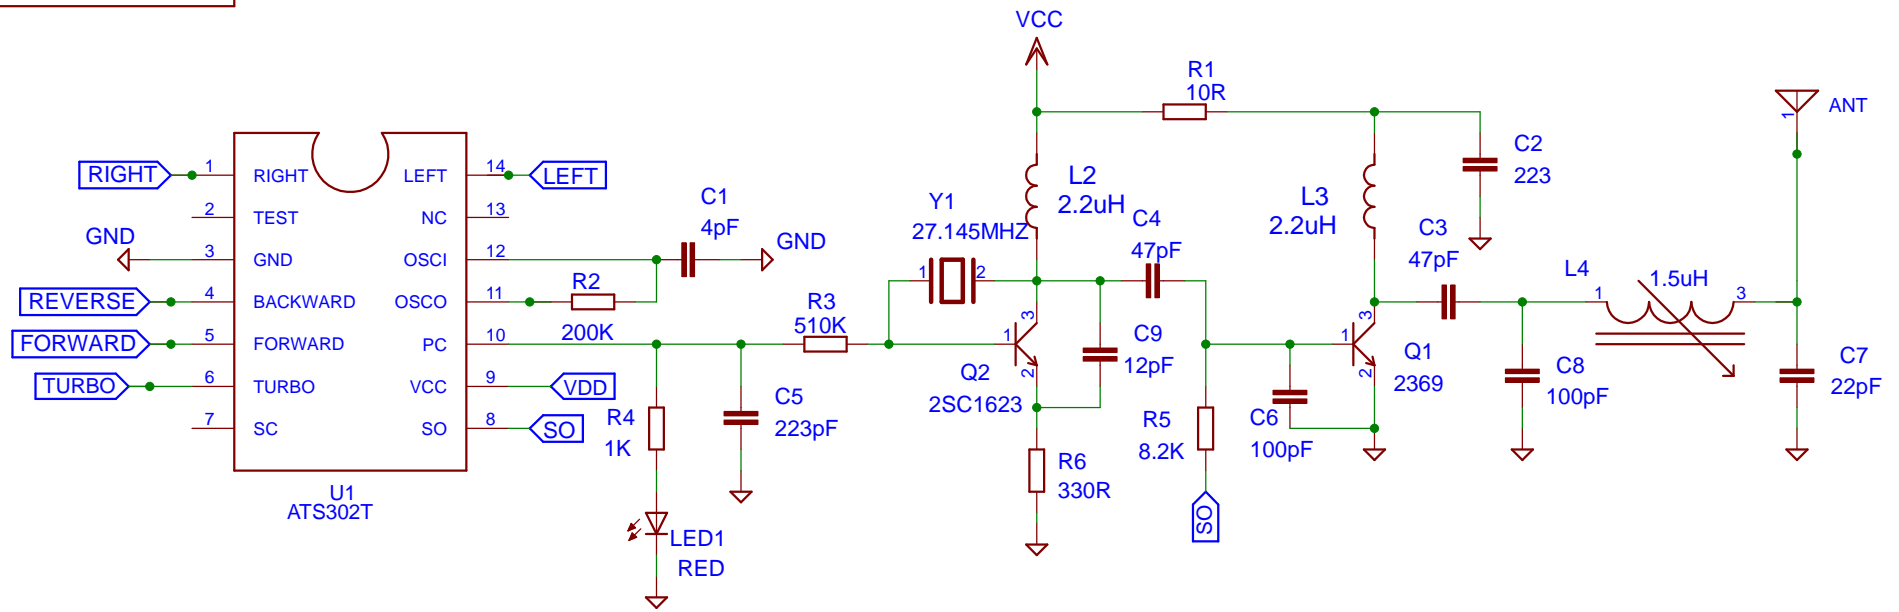 VCC
R1
10R
ANT
1
C2
223
RIGHT
1
RIGHT
LEFT
14
LEFT
2
TEST
NC
13
C1
4pF
GND
3
GND
OSCI
12
GND
REVERSE
4
BACKWARD
OSCO
11
R2
200K
FORWARD
5
FORWARD
PC
10
TURBO
6
TURBO
VCC
9
VDD
7
SC
SO
8
SO
U1
ATS302T
R3
510K
R4
1K
C5
223pF
LED1
RED
Y1
27.145MHZ
1
2
L2
2.2uH
C4
47pF
1
3
2
Q2
2SC1623
C9
12pF
R6
330R
R5
8.2K
SO
C6
100pF
L3
2.2uH
1
3
2
Q1
2369
C3
47pF
C8
100pF
L4
1.5uH
1
3
C7
22pF